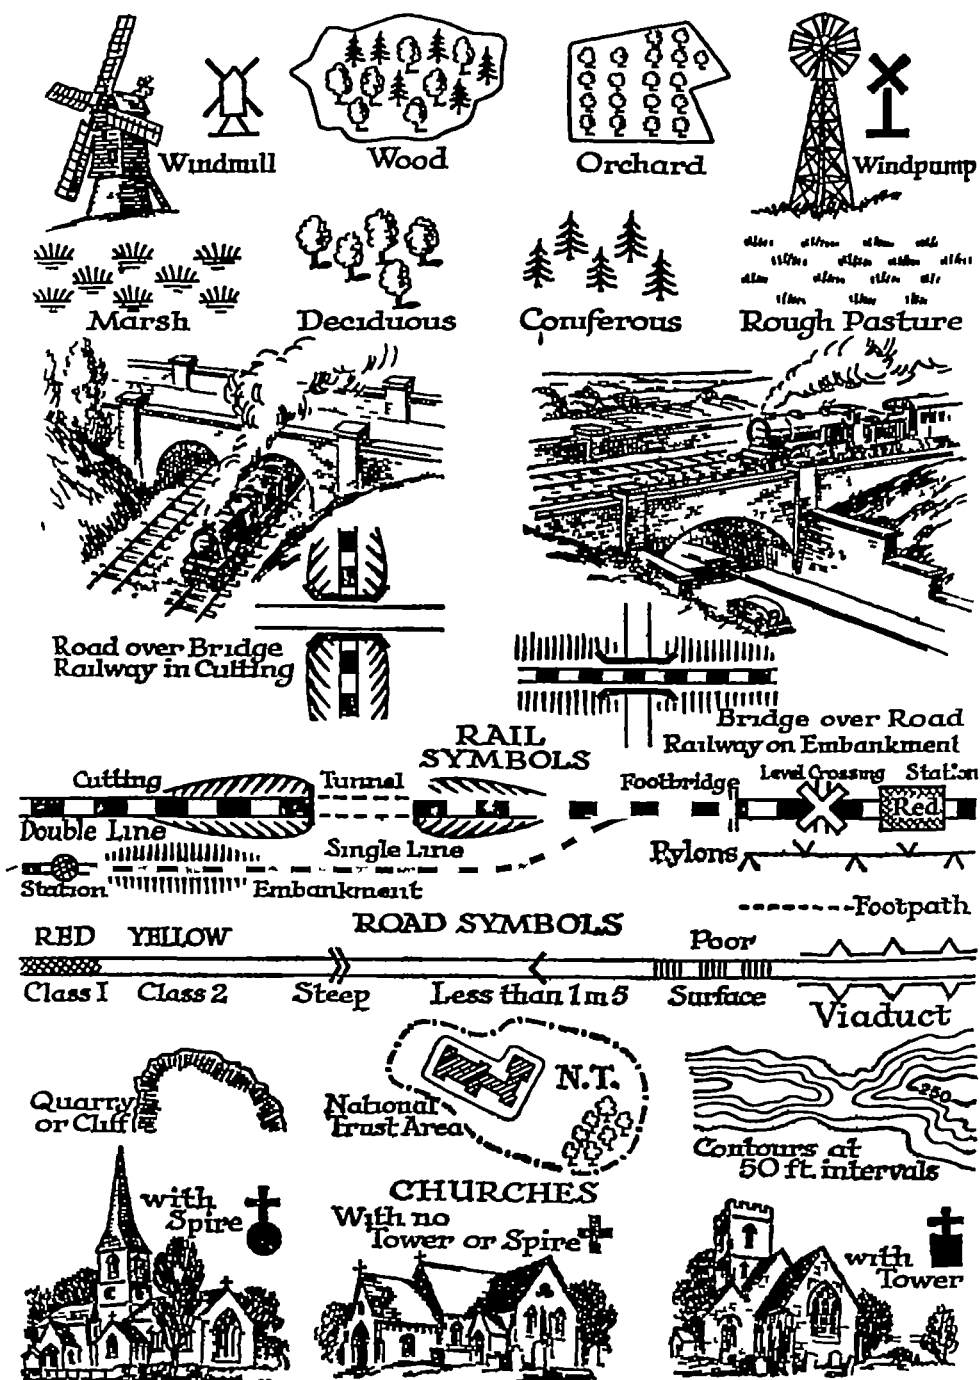 Windmill
Wood
Orchard
Windpump
Marsh
Deciduous
Coniferous
Rough Pasture
Road over Bridge
Railway in Cutting
Bridge over Road
Railway on Embankment
RAIL
SYMBOLS
Cutting
Tunnel
Footbridge
Level Crossing
Station
Red
Double Line
Single Line
Pylons
Station
Embankment
Footpath
ROAD SYMBOLS
RED
YELLOW
Poor
Class 1
Class 2
Steep
Less than 1 in 5
Surface
Viaduct
Quarry
or Cliff
N.T.
National
Trust Area
250
Contours at
50 ft. intervals
CHURCHES
with
Spire
With no
Tower or Spire
with
Tower